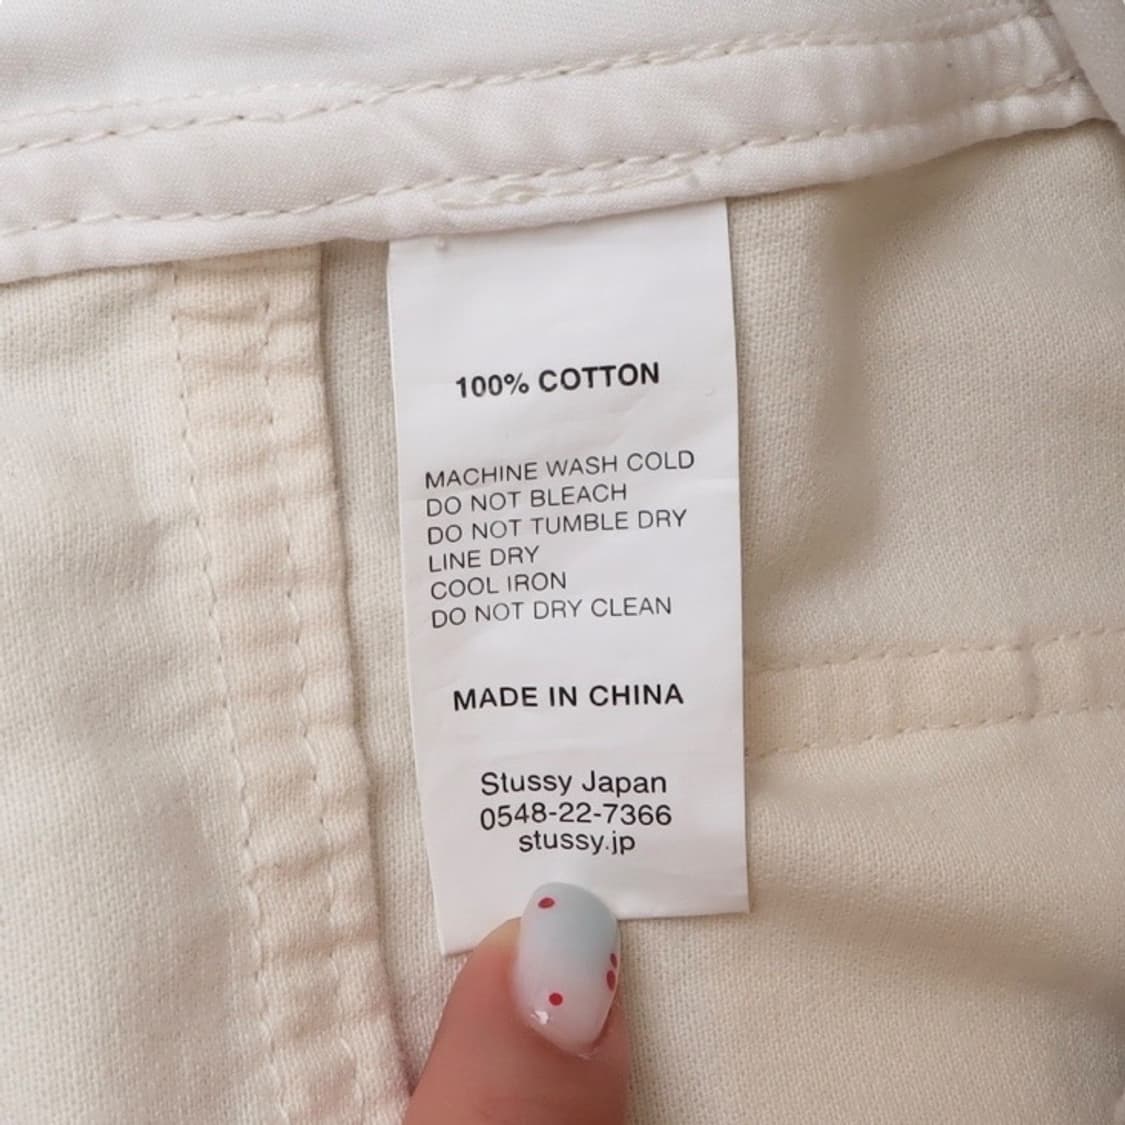 100% COTTON
MACHINE WASH COLD
DO NOT BLEACH
DO NOT TUMBLE DRY
LINE DRY
COOL IRON
DO NOT DRY CLEAN
MADE IN CHINA
Stussy Japan
0548-22-7366
stussy.jp